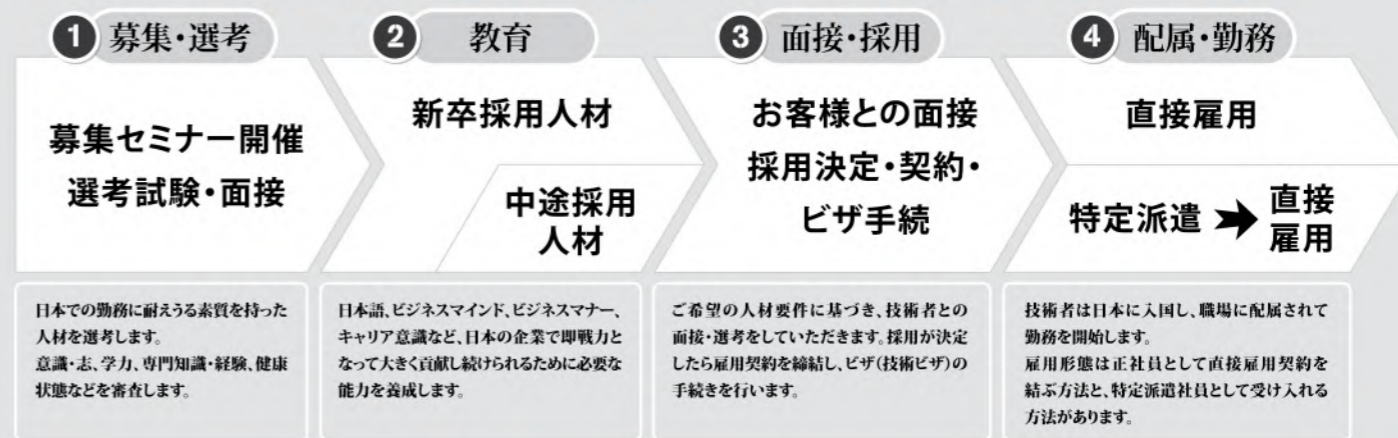 1 募集・選考
募集セミナー開催
選考試験・面接
日本での勤務に耐えうる素質を持った
人材を選考します。
意識・志、学力、専門知識・経験、健康
状態などを審査します。
2 教育
新卒採用人材
中途採用
人材
日本語、ビジネスマインド、ビジネスマナー、
キャリア意識など、日本の企業で即戦力と
なって大きく貢献し続けられるために必要な
能力を養成します。
3 面接・採用
お客様との面接
採用決定・契約・
ビザ手続
ご希望の人材要件に基づき、技術者との
面接・選考をしていただきます。採用が決定
したら雇用契約を締結し、ビザ(技術ビザ)の
手続きを行います。
4 配属・勤務
直接雇用
特定派遣 ➡ 直接
雇用
技術者は日本に入国し、職場に配属されて
勤務を開始します。
雇用形態は正社員として直接雇用契約を
結ぶ方法と、特定派遣社員として受け入れる
方法があります。